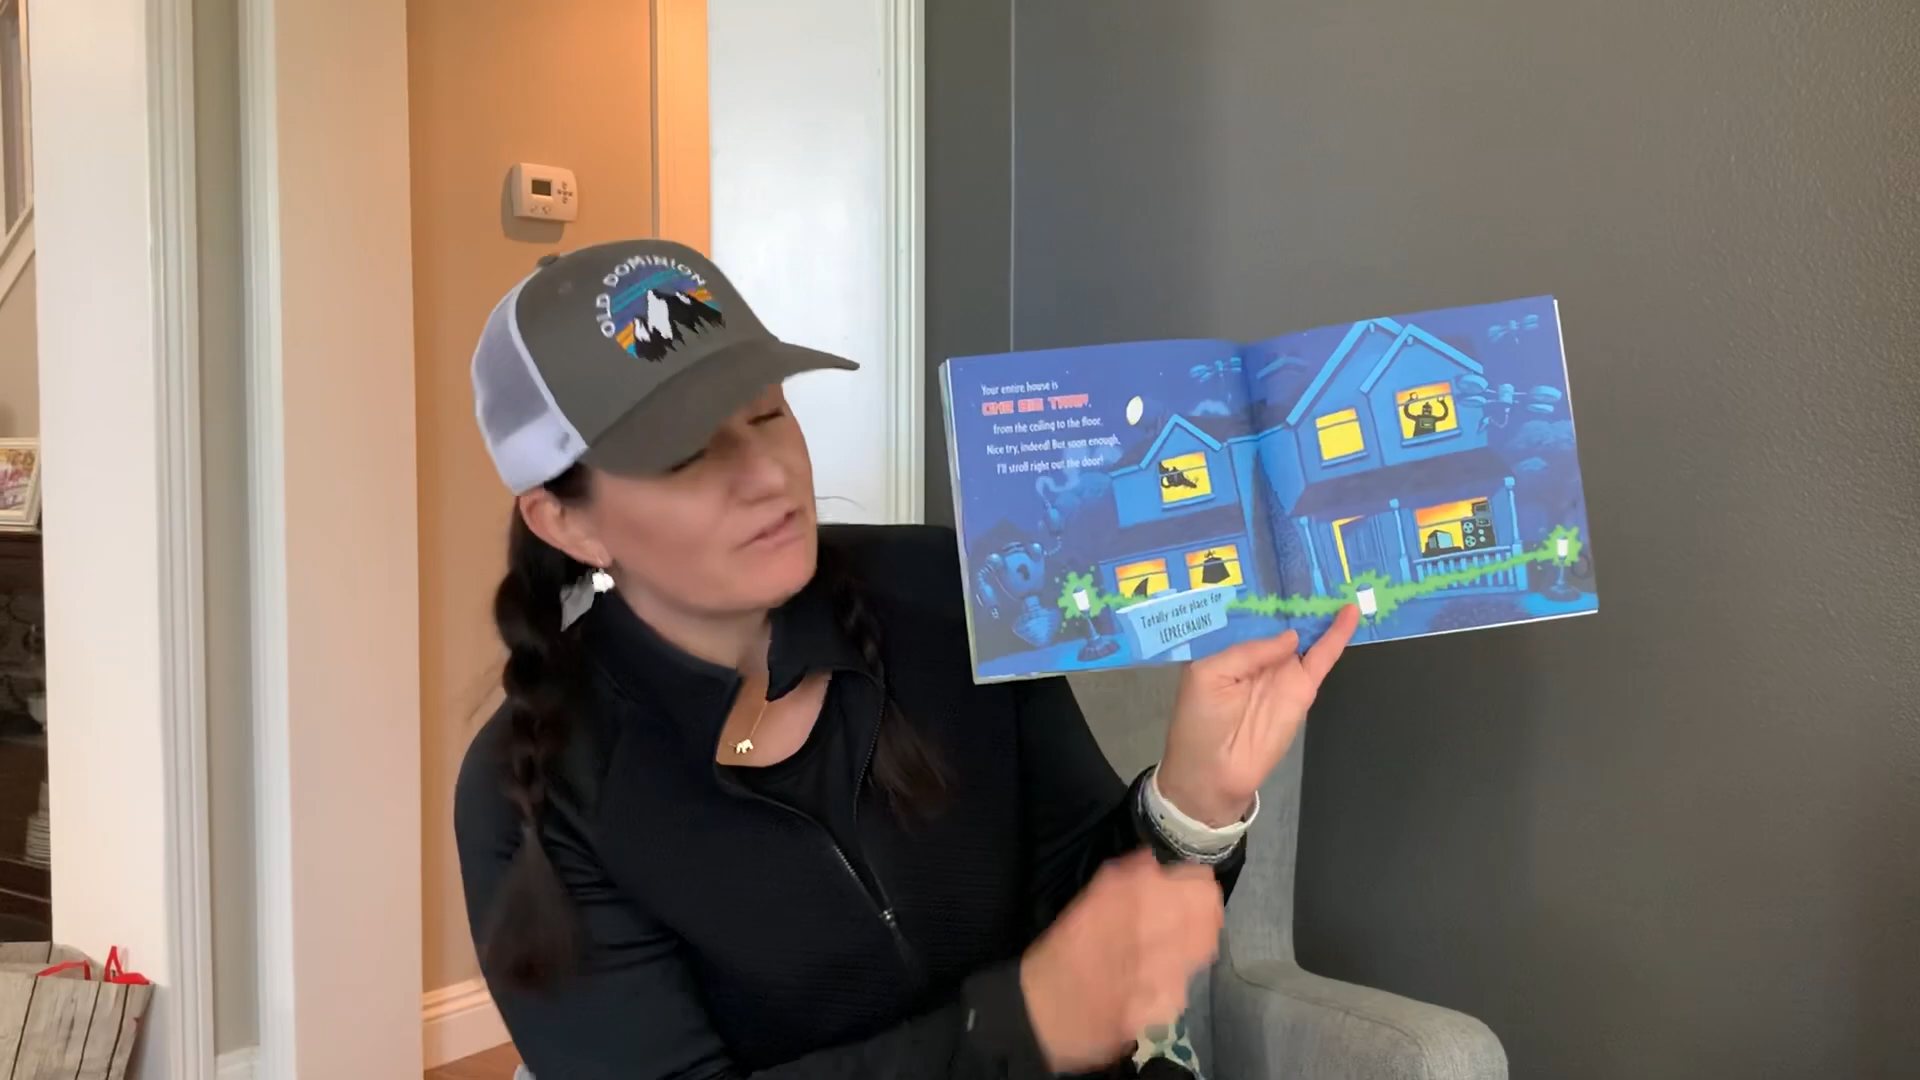 OLD DOMINION
Your entire house is
ONE BIG TRAP,
from the ceiling to the floor.
Nice try, indeed! But soon enough,
I'll stroll right out the door!
Totally safe place for
LEPRECHAUNS